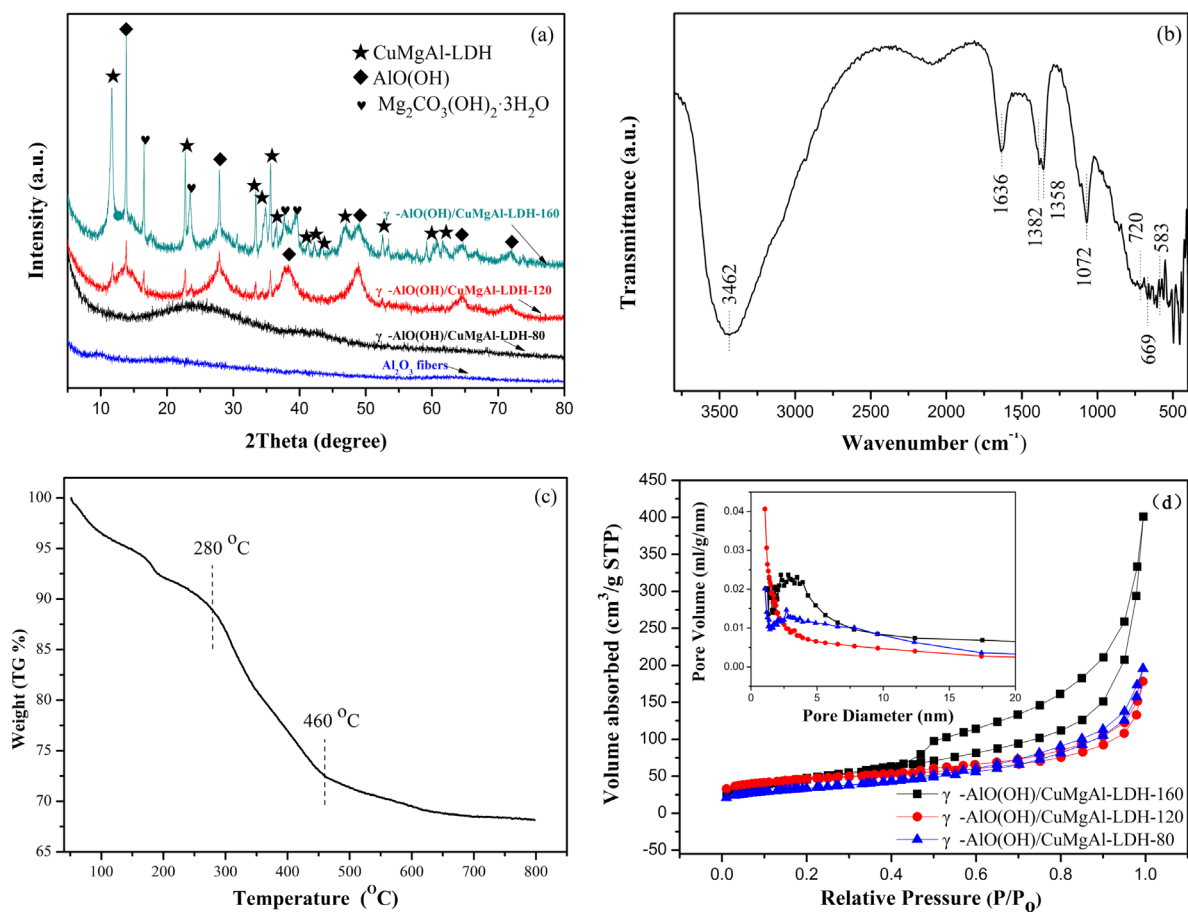 (a)
★ CuMgAl-LDH
◆ AlO(OH)
♥ Mg₂CO₃(OH)₂·3H₂O
γ -AlO(OH)/CuMgAl-LDH-160
γ -AlO(OH)/CuMgAl-LDH-120
γ -AlO(OH)/CuMgAl-LDH-80
Al₂O₃ fibers
Intensity (a.u.)
10 20 30 40 50 60 70 80
2Theta (degree)
(b)
Transmittance (a.u.)
3462
1636
1382
1358
1072
720
669
583
3500 3000 2500 2000 1500 1000 500
Wavenumber (cm⁻¹)
(c)
Weight (TG %)
100
95
90
85
80
75
70
65
280 °C
460 °C
100 200 300 400 500 600 700 800
Temperature (°C)
(d)
Volume absorbed (cm³/g STP)
450
400
350
300
250
200
150
100
50
0
-50
Pore Volume (ml/g/nm)
0.04
0.03
0.02
0.01
0.00
0 5 10 15 20
Pore Diameter (nm)
γ -AlO(OH)/CuMgAl-LDH-160
γ -AlO(OH)/CuMgAl-LDH-120
γ -AlO(OH)/CuMgAl-LDH-80
0.0 0.2 0.4 0.6 0.8 1.0
Relative Pressure (P/P₀)